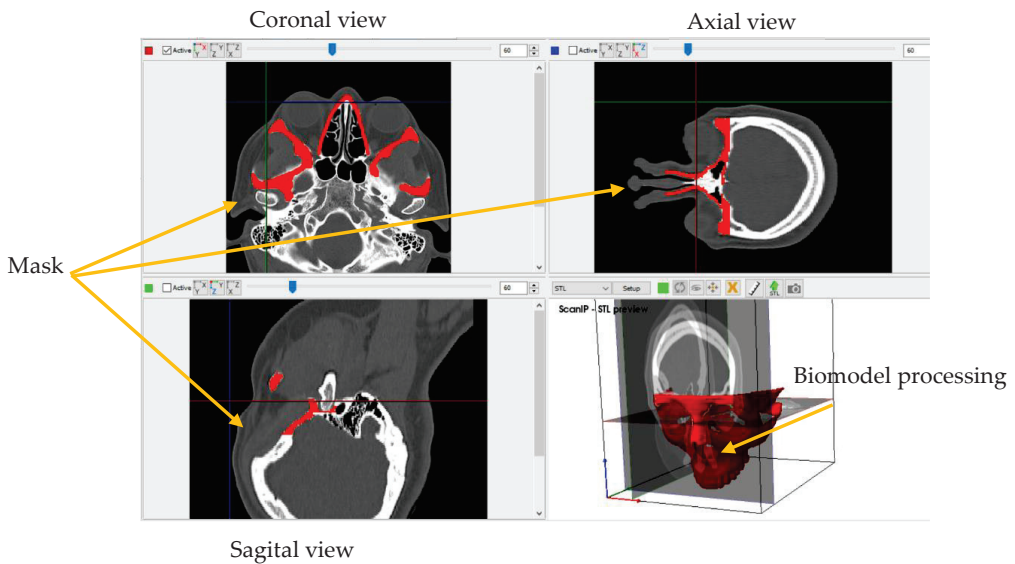 Coronal view
Axial view
Active
Y X
Z Y
X Z
60
Active
Y X
Z Y
X Z
60
Mask
Active
X Y
Y Z
X Z
60
STL
Setup
STL
ScanIP - STL preview
Biomodel processing
Sagital view